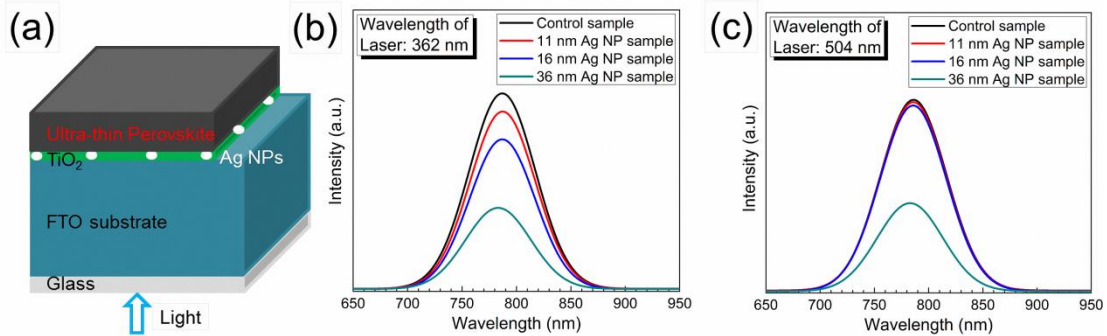 (a)
Ultra-thin Perovskite
TiO₂
Ag NPs
FTO substrate
Glass
Light
(b)
Wavelength of
Laser: 362 nm
Control sample
11 nm Ag NP sample
16 nm Ag NP sample
36 nm Ag NP sample
Intensity (a.u.)
650 700 750 800 850 900 950
Wavelength (nm)
(c)
Wavelength of
Laser: 504 nm
Control sample
11 nm Ag NP sample
16 nm Ag NP sample
36 nm Ag NP sample
Intensity (a.u.)
650 700 750 800 850 900 950
Wavelength (nm)